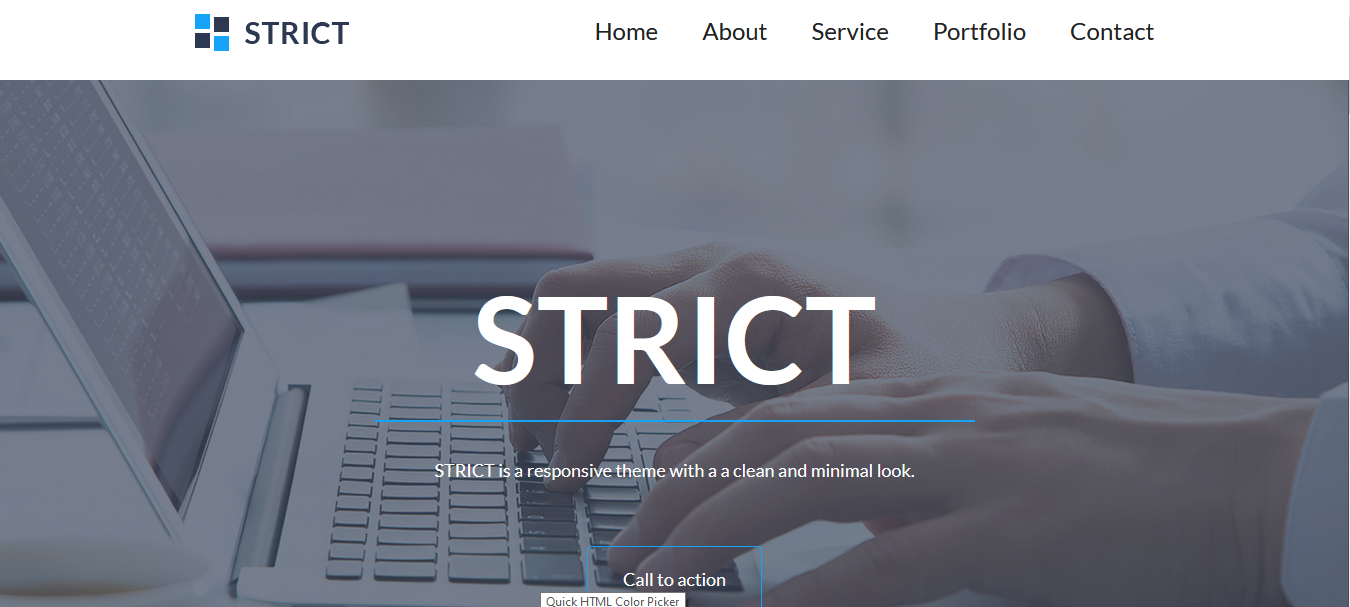 STRICT
Home About Service Portfolio Contact
STRICT
STRICT is a responsive theme with a a clean and minimal look.
Call to action
Quick HTML Color Picker